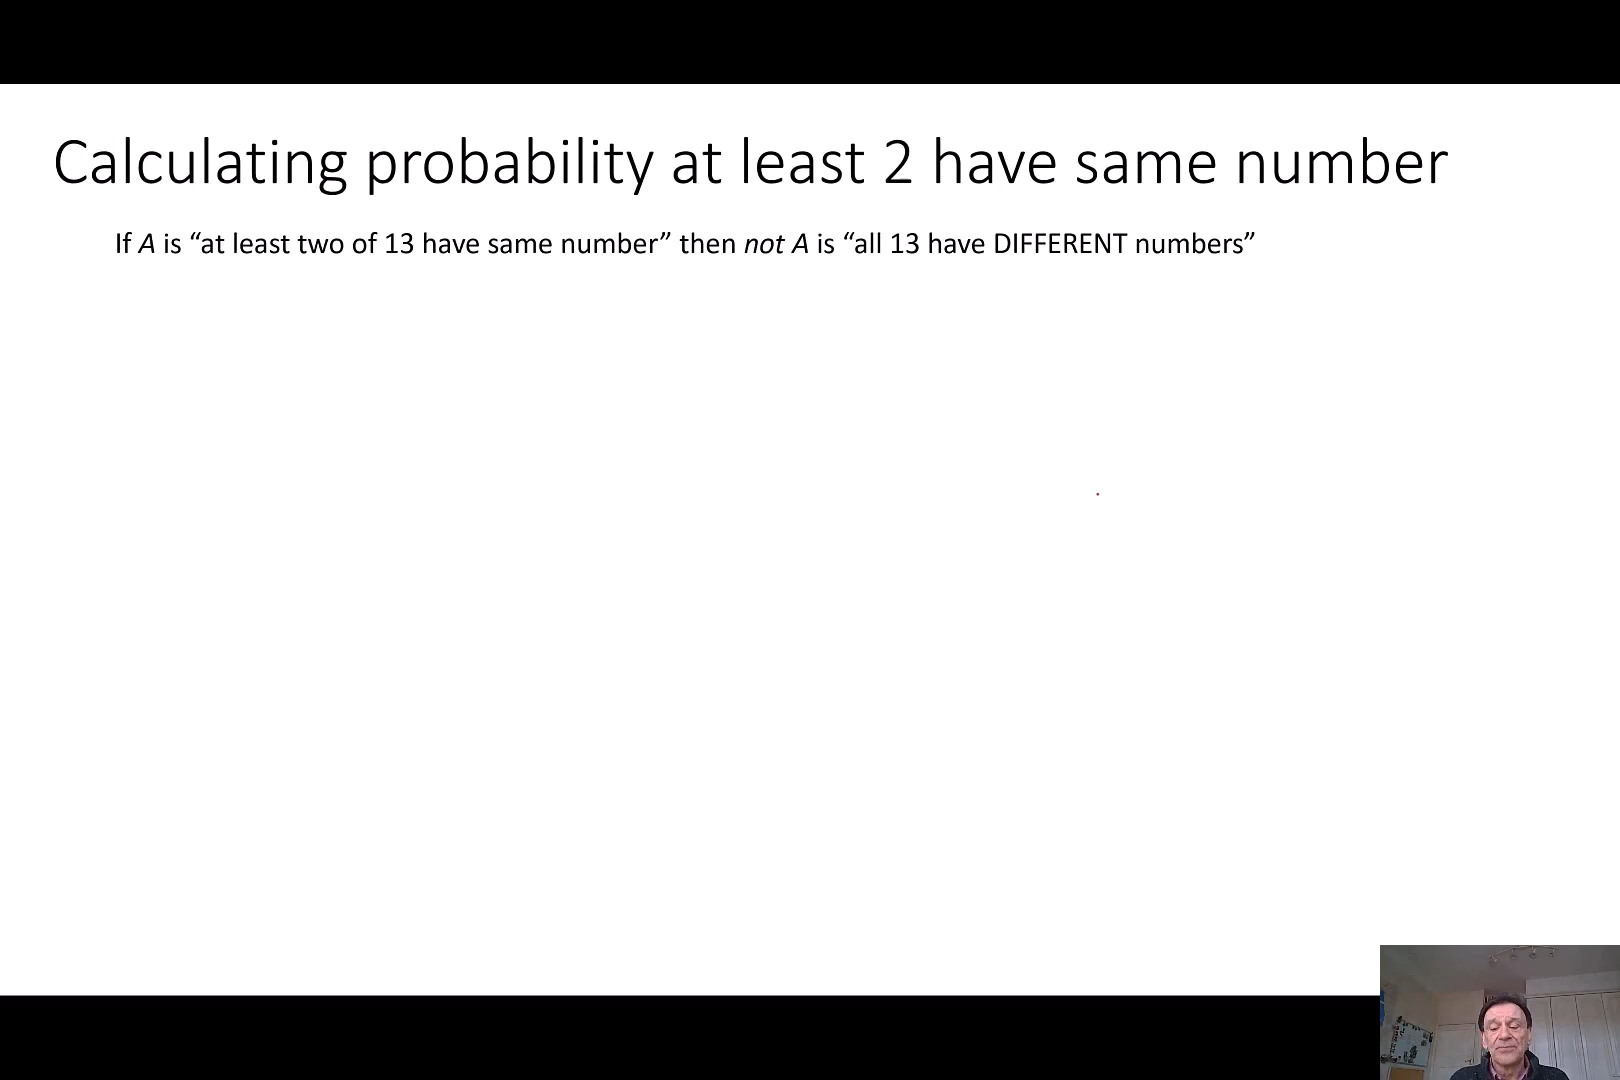 Calculating probability at least 2 have same number
If A is “at least two of 13 have same number” then not A is “all 13 have DIFFERENT numbers”